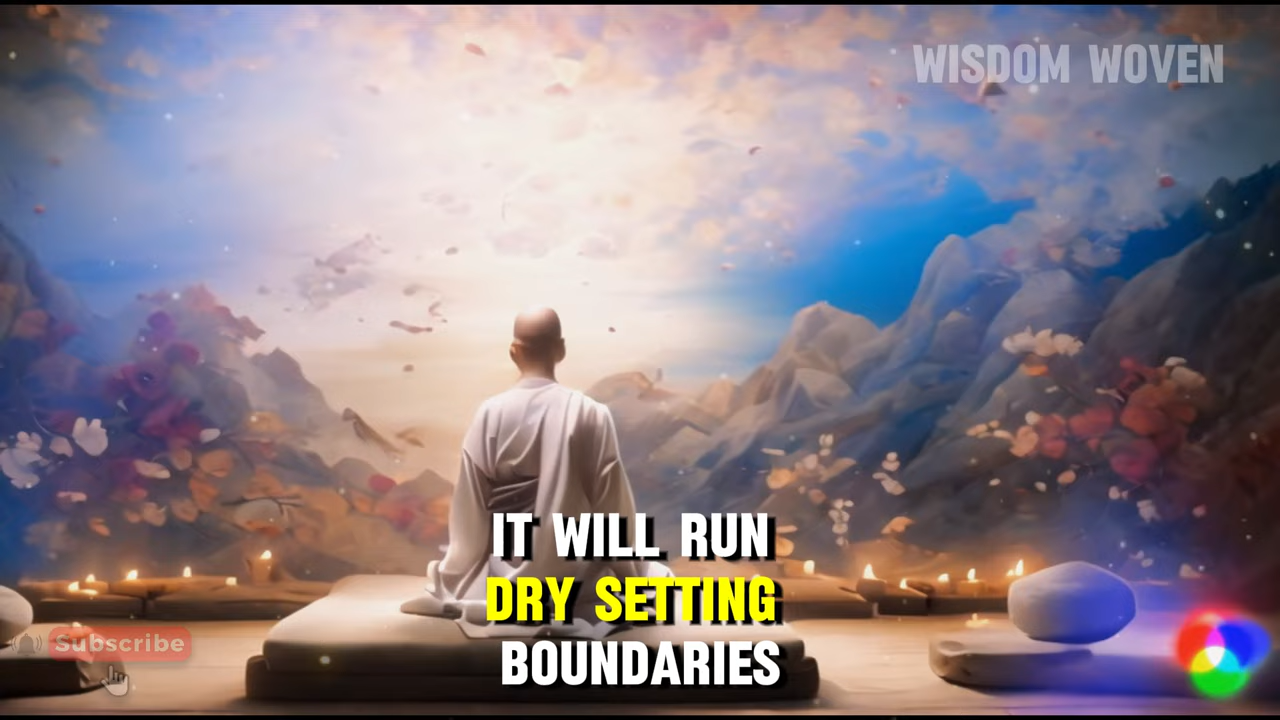 WISDOM WOVEN
IT WILL RUN
DRY SETTING
BOUNDARIES
Subscribe